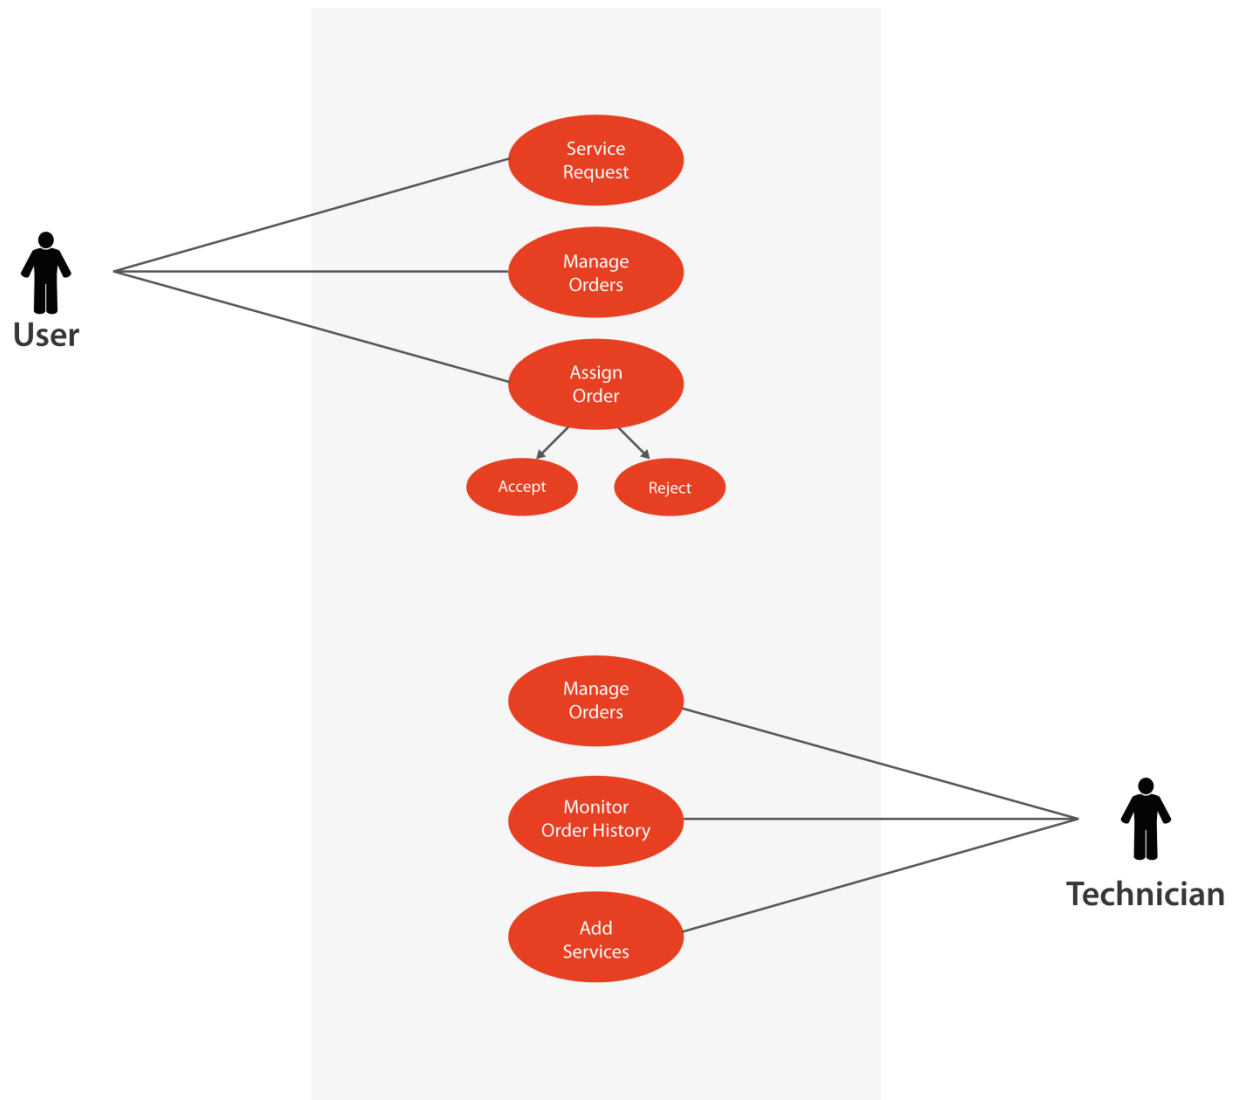 Service
Request
Manage
Orders
User
Assign
Order
Accept
Reject
Manage
Orders
Monitor
Order History
Technician
Add
Services